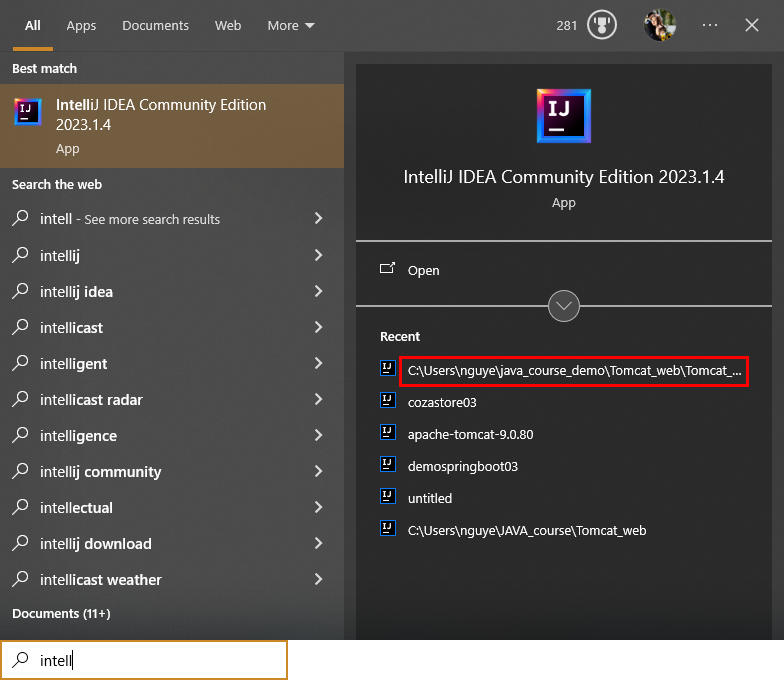 All Apps Documents Web More 281 ...
Best match
IntelliJ IDEA Community Edition
2023.1.4
App
Search the web
intell - See more search results
intellij
intellij idea
intellicast
intelligent
intellicast radar
intelligence
intellij community
intellectual
intellij download
intellicast weather
Documents (11+)
intell
IJ
IntelliJ IDEA Community Edition 2023.1.4
App
Open
Recent
C:\Users\nguye\java_course_demo\Tomcat_web\Tomcat_...
cozastore03
apache-tomcat-9.0.80
demospringboot03
untitled
C:\Users\nguye\JAVA_course\Tomcat_web